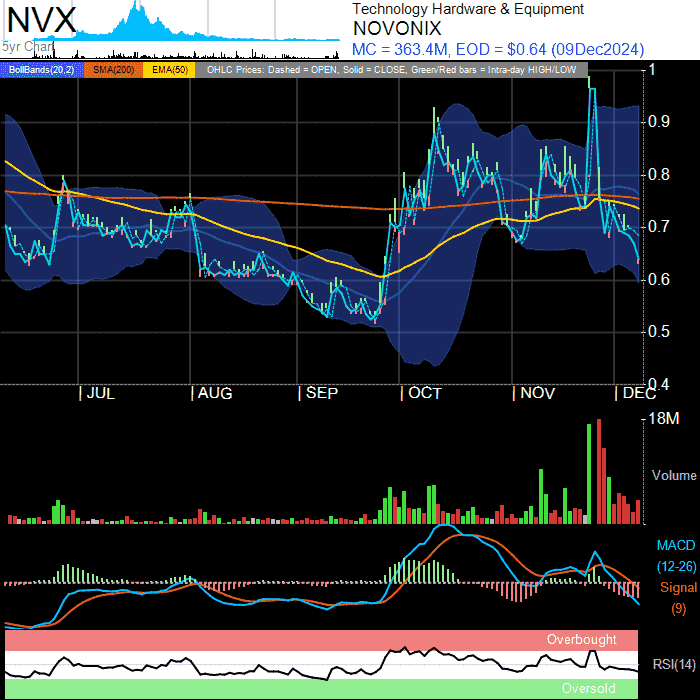 NVX
5yr Chart
Technology Hardware & Equipment
NOVONIX
MC = 363.4M, EOD = $0.64 (09Dec2024)
BollBands(20,2) SMA(200) EMA(50) OHLC Prices: Dashed = OPEN, Solid = CLOSE, Green/Red bars = Intra-day HIGH/LOW
1
0.9
0.8
0.7
0.6
0.5
0.4
| JUL | AUG | SEP | OCT | NOV | DEC
18M
Volume
MACD
(12-26)
Signal
(9)
Overbought
RSI(14)
Oversold